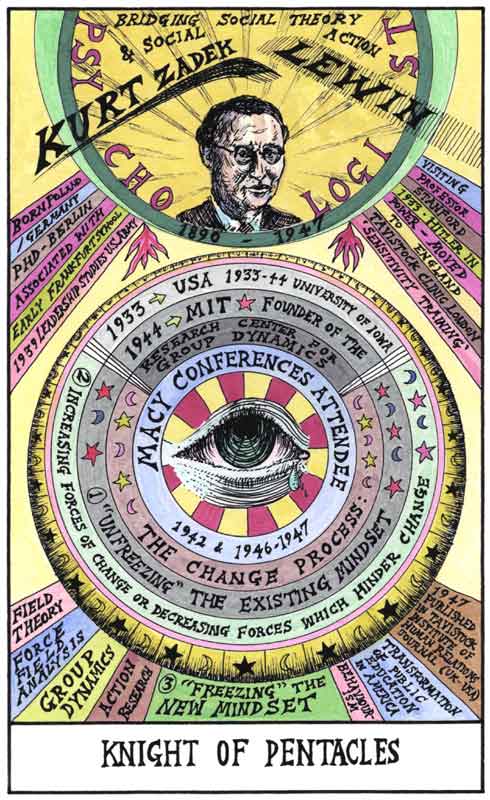 BRIDGING SOCIAL THEORY
& SOCIAL ACTION
KURT ZADEK LEWIN
PSYCHOLOGIST
1890 - 1947
BORN POLAND
/ GERMANY
PHD - BERLIN
ASSOCIATED WITH
EARLY FRANKFURT SCHOOL
1939 LEADERSHIP STUDIES US ARMY
VISITING
PROFESSOR
STANFORD
1933 - HITLER IN
POWER - MOVED
TO ENGLAND
TAVISTOCK CLINIC LONDON
'SENSITIVITY TRAINING'
1933 → USA 1933-44 UNIVERSITY OF IOWA
1944 → MIT ★ FOUNDER OF THE
RESEARCH CENTER FOR
GROUP DYNAMICS
MACY CONFERENCES ATTENDEE
1942 & 1946-1947
THE CHANGE PROCESS:
① "UNFREEZING" THE EXISTING MINDSET
② INCREASING FORCES OF CHANGE OR DECREASING FORCES WHICH HINDER CHANGE
③ "FREEZING" THE
NEW MINDSET
FIELD
THEORY
FORCE
FIELD
ANALYSIS
GROUP
DYNAMICS
ACTION
RESEARCH
BEHAVIOUR-
ISM
TRANSFORMATION
OF PUBLIC
EDUCATION
IN AMERICA
1947
PUBLISHED
IN TAVISTOCK
INSTITUTE
HUMAN RELATIONS
JOURNAL (UK·USA)
KNIGHT OF PENTACLES